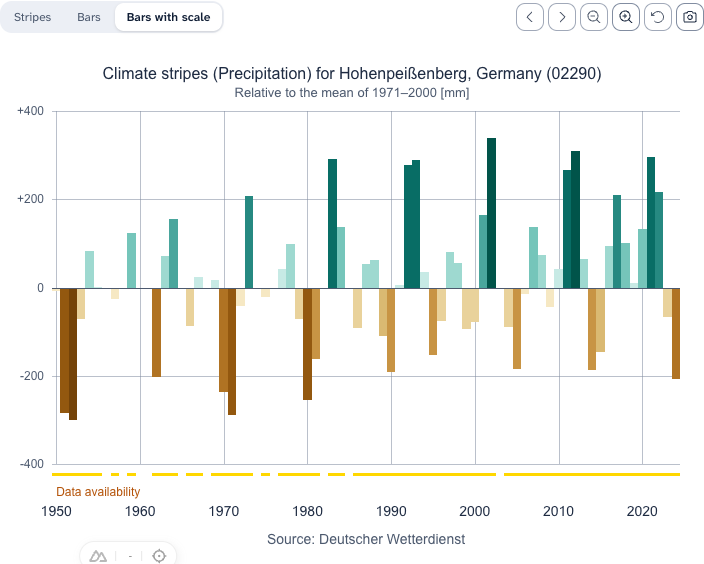 Stripes Bars Bars with scale
Climate stripes (Precipitation) for Hohenpeißenberg, Germany (02290)
Relative to the mean of 1971–2000 [mm]
+400
+200
0
-200
-400
Data availability
1950 1960 1970 1980 1990 2000 2010 2020
Source: Deutscher Wetterdienst
-